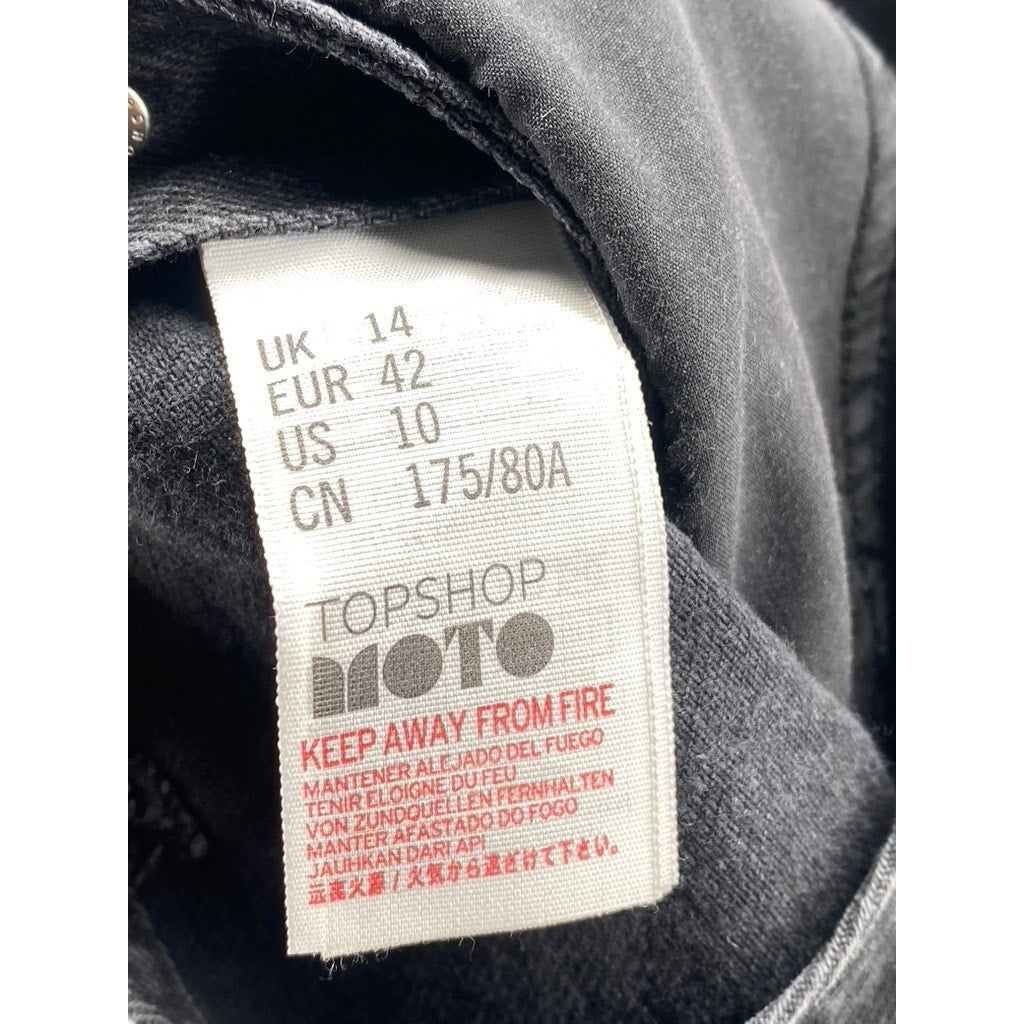 UK 14
EUR 42
US 10
CN 175/80A
TOPSHOP
MOTO
KEEP AWAY FROM FIRE
MANTENER ALEJADO DEL FUEGO
TENIR ELOIGNE DU FEU
VON ZUNDQUELLEN FERNHALTEN
MANTER AFASTADO DO FOGO
JAUHKAN DARI API
远离火源 / 火気から遠ざけて下さい。